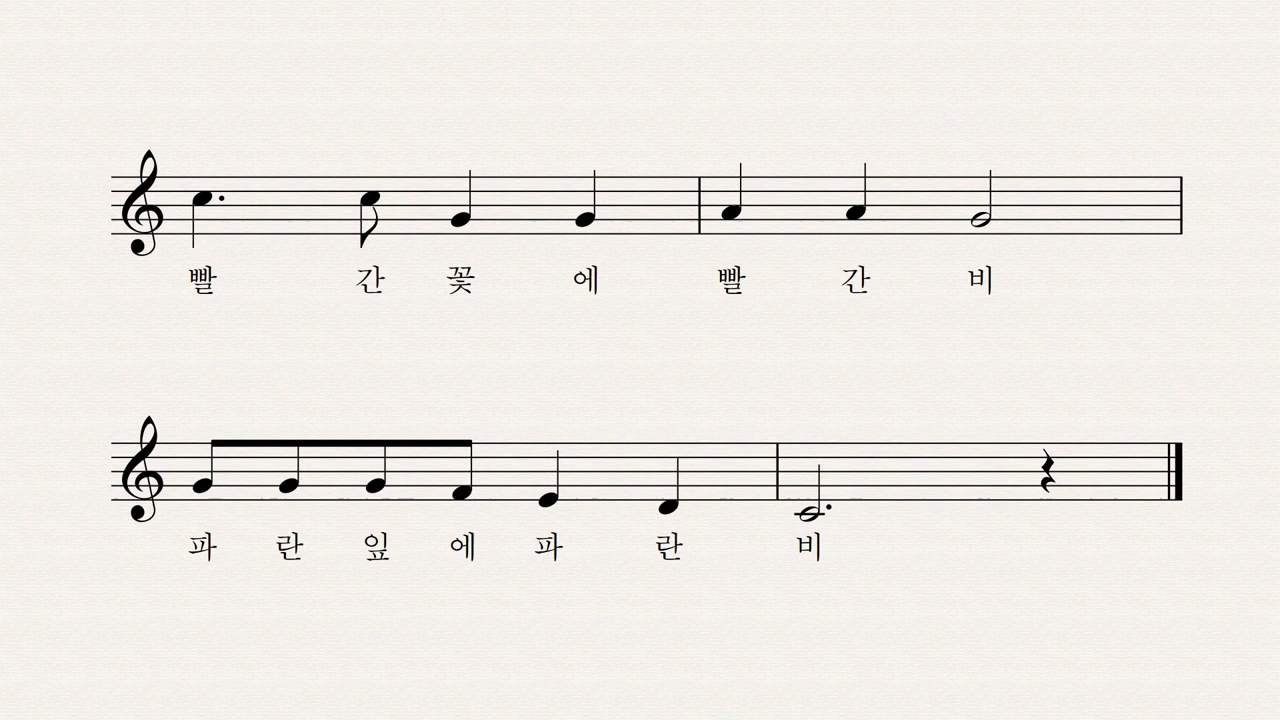 빨 간 꽃 에 빨 간 비
파 란 잎 에 파 란 비